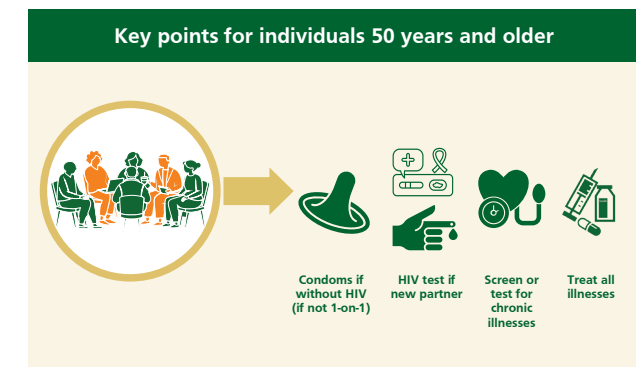 Key points for individuals 50 years and older
Condoms if
without HIV
(if not 1-on-1)
HIV test if
new partner
Screen or
test for
chronic
illnesses
Treat all
illnesses